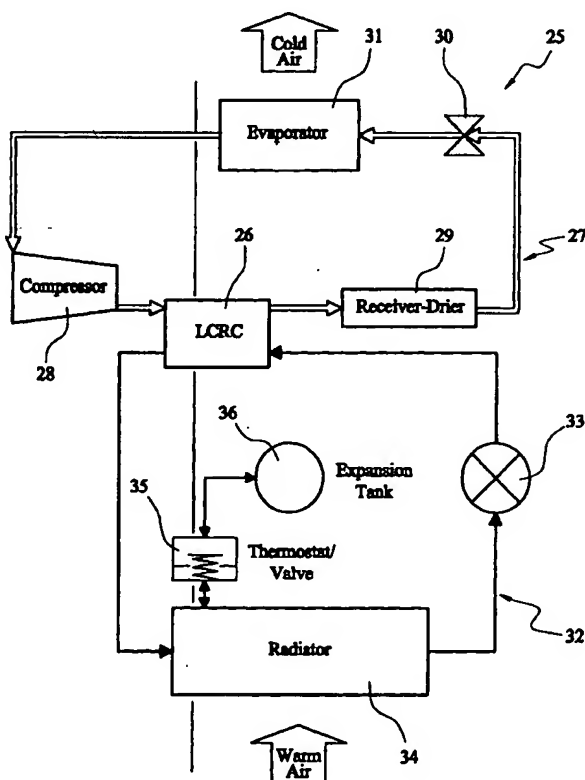 Cold
Air
31
30
25
Evaporator
27
26
29
Compressor
Receiver-Drier
LCRC
28
36
33
Expansion
Tank
35
Thermostat/
Valve
32
Radiator
34
Warm
Air